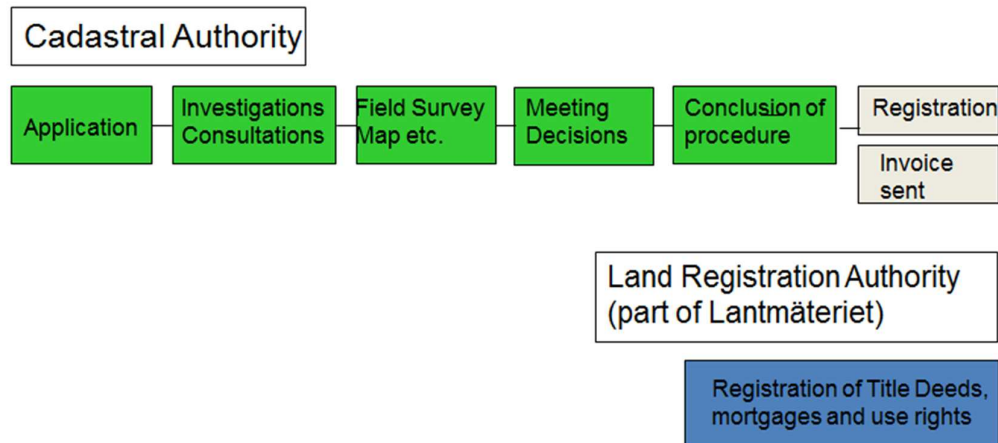 Cadastral Authority
Application
Investigations
Consultations
Field Survey
Map etc.
Meeting
Decisions
Conclusion of
procedure
Registration
Invoice
sent
Land Registration Authority
(part of Lantmäteriet)
Registration of Title Deeds,
mortgages and use rights